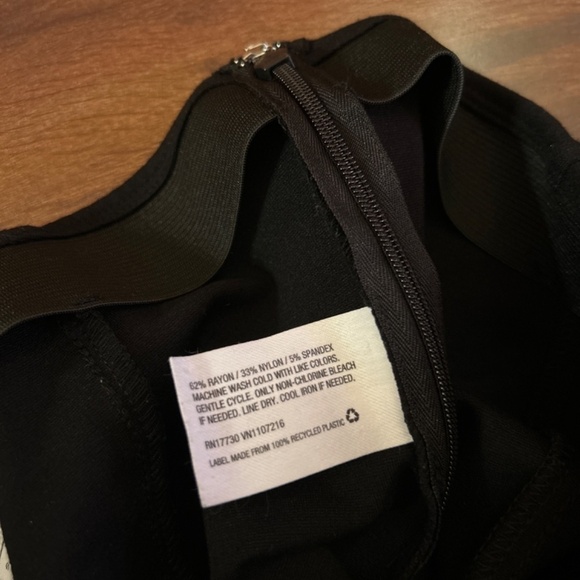 62% RAYON / 33% NYLON / 5% SPANDEX
MACHINE WASH COLD WITH LIKE COLORS.
GENTLE CYCLE. ONLY NON-CHLORINE BLEACH
IF NEEDED. LINE DRY. COOL IRON IF NEEDED.
RN17730 VN1107216
LABEL MADE FROM 100% RECYCLED PLASTIC